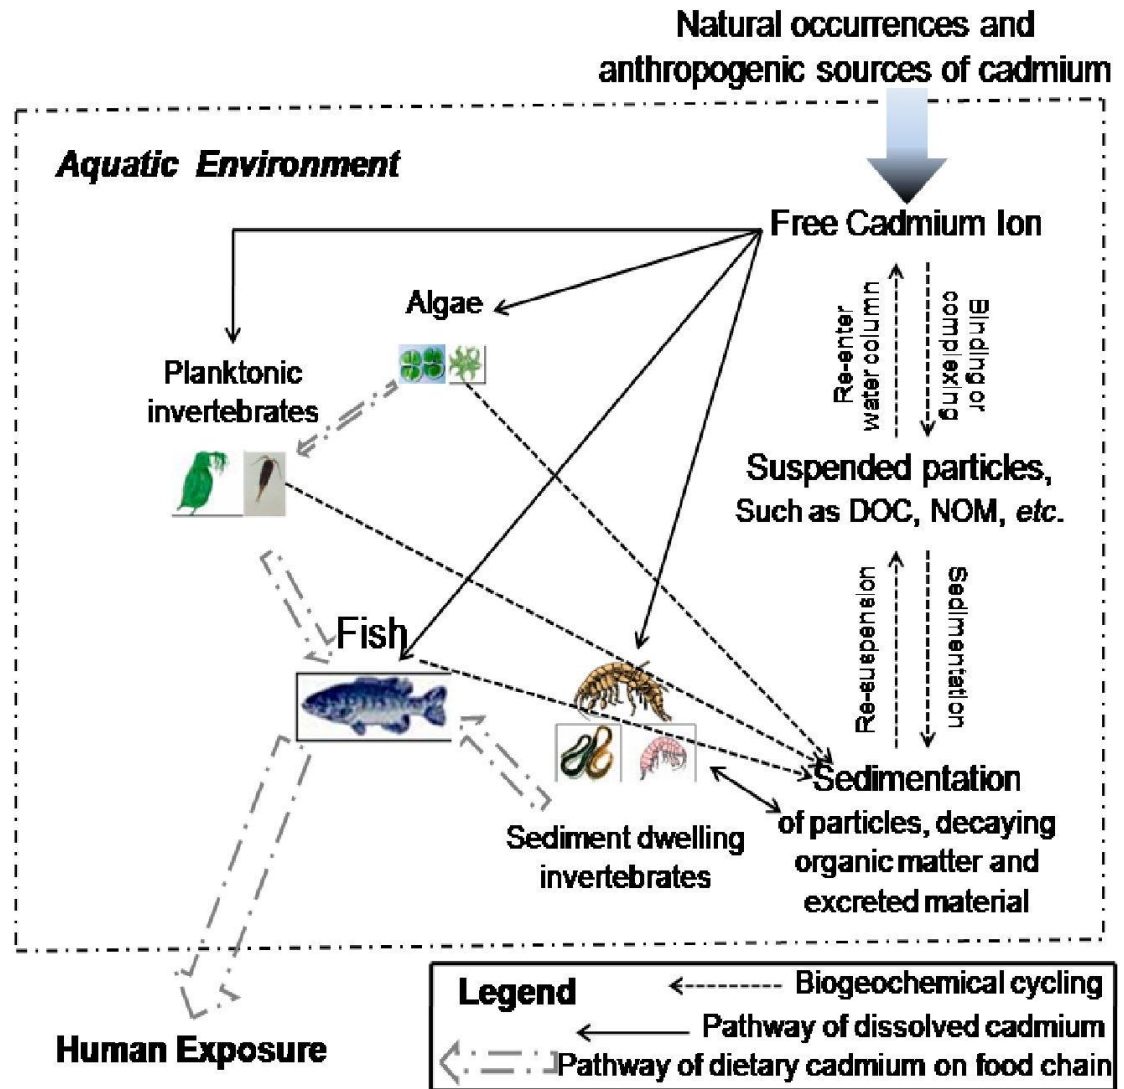 Natural occurrences and
anthropogenic sources of cadmium
Aquatic Environment
Free Cadmium Ion
Algae
Re-enter
water column
Binding or
complexing
Planktonic
invertebrates
Suspended particles,
Such as DOC, NOM, etc.
Re-suspension
Sedimentation
Fish
Sedimentation
of particles, decaying
organic matter and
excreted material
Sediment dwelling
invertebrates
Human Exposure
Legend
Biogeochemical cycling
Pathway of dissolved cadmium
Pathway of dietary cadmium on food chain